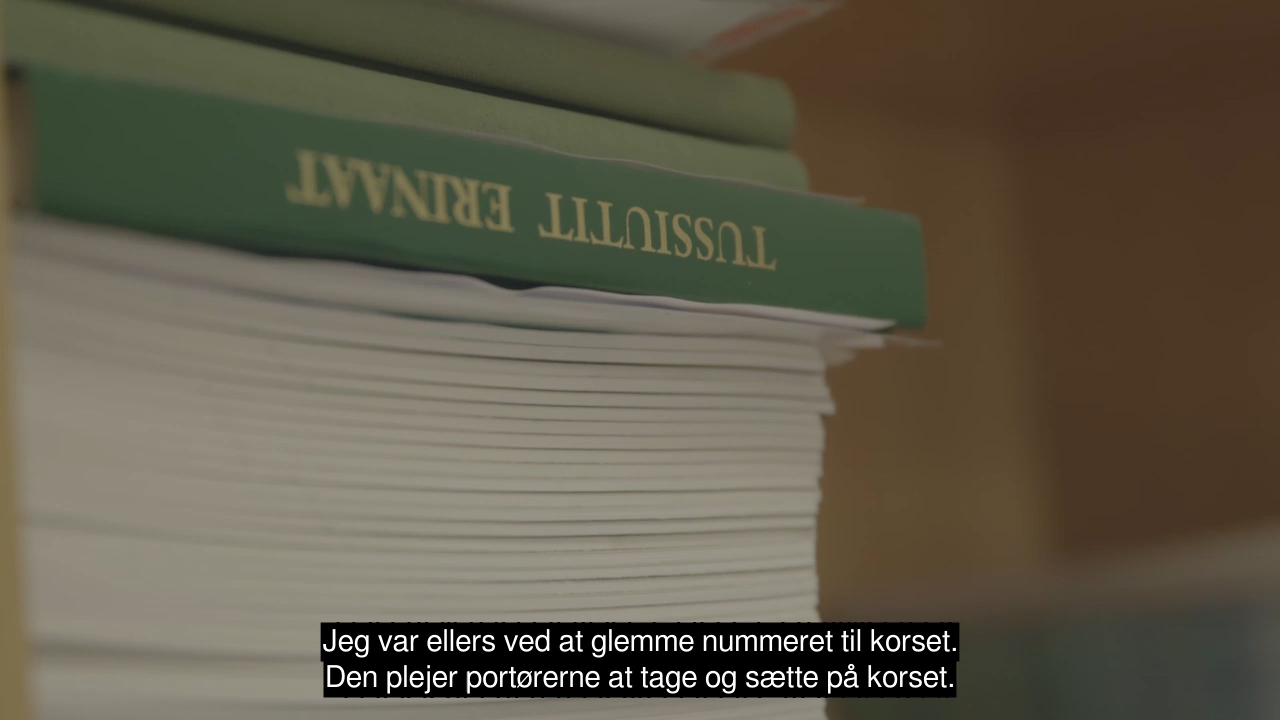 TUSSIUTIT ERINAAT
Jeg var ellers ved at glemme nummeret til korset.
Den plejer portørerne at tage og sætte på korset.